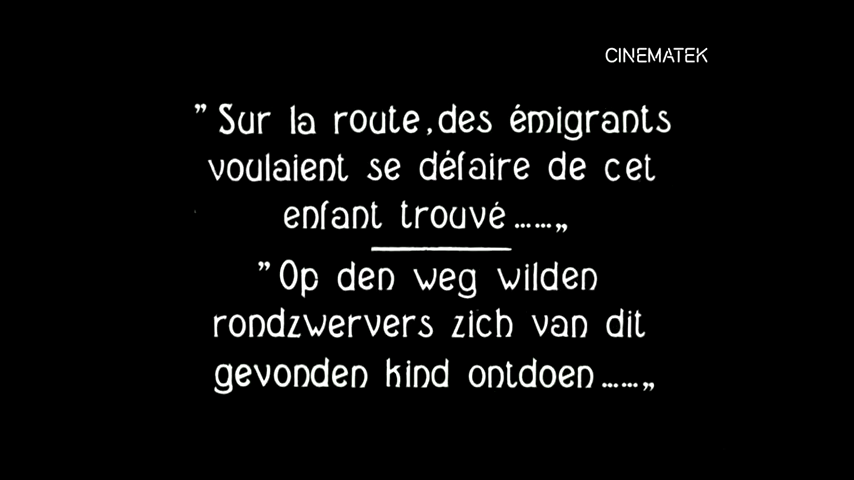 CINEMATEK
” Sur la route, des émigrants
voulaient se défaire de cet
enfant trouvé ......„
” Op den weg wilden
rondzwervers zich van dit
gevonden kind ontdoen ......„